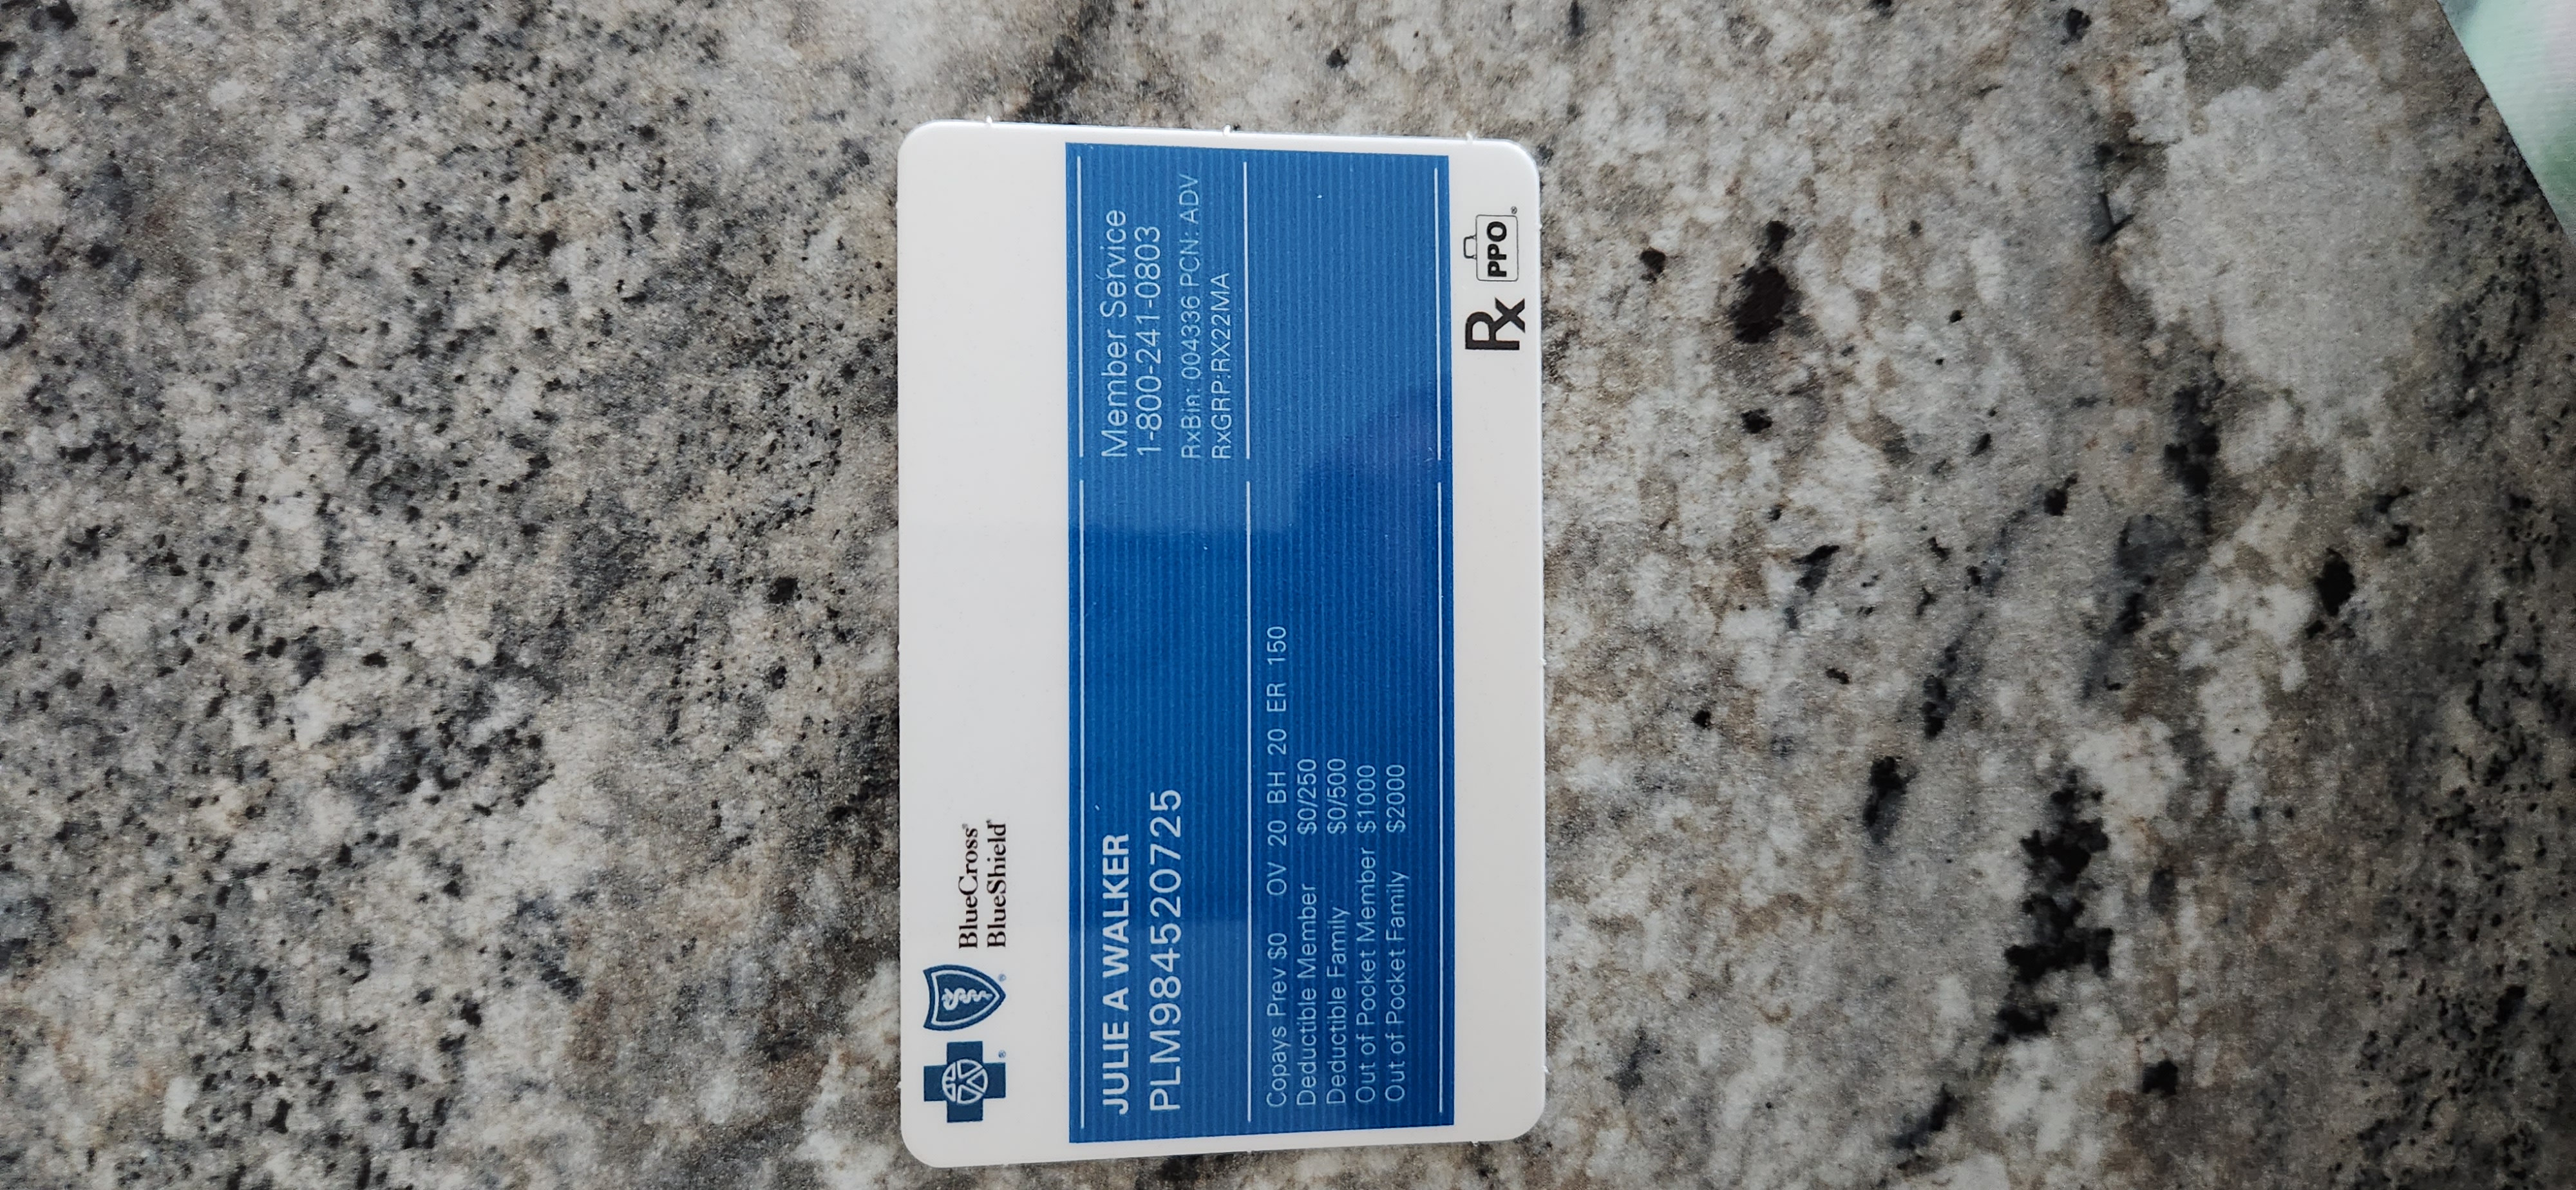 BlueCross®
BlueShield®
JULIE A WALKER
PLM984520725
Member Service
1-800-241-0803
RxBin: 004336 PCN: ADV
RxGRP:RX22MA
Copays Prev $0 OV 20 BH 20 ER 150
Deductible Member $0/250
Deductible Family $0/500
Out of Pocket Member $1000
Out of Pocket Family $2000
Rx PPO®